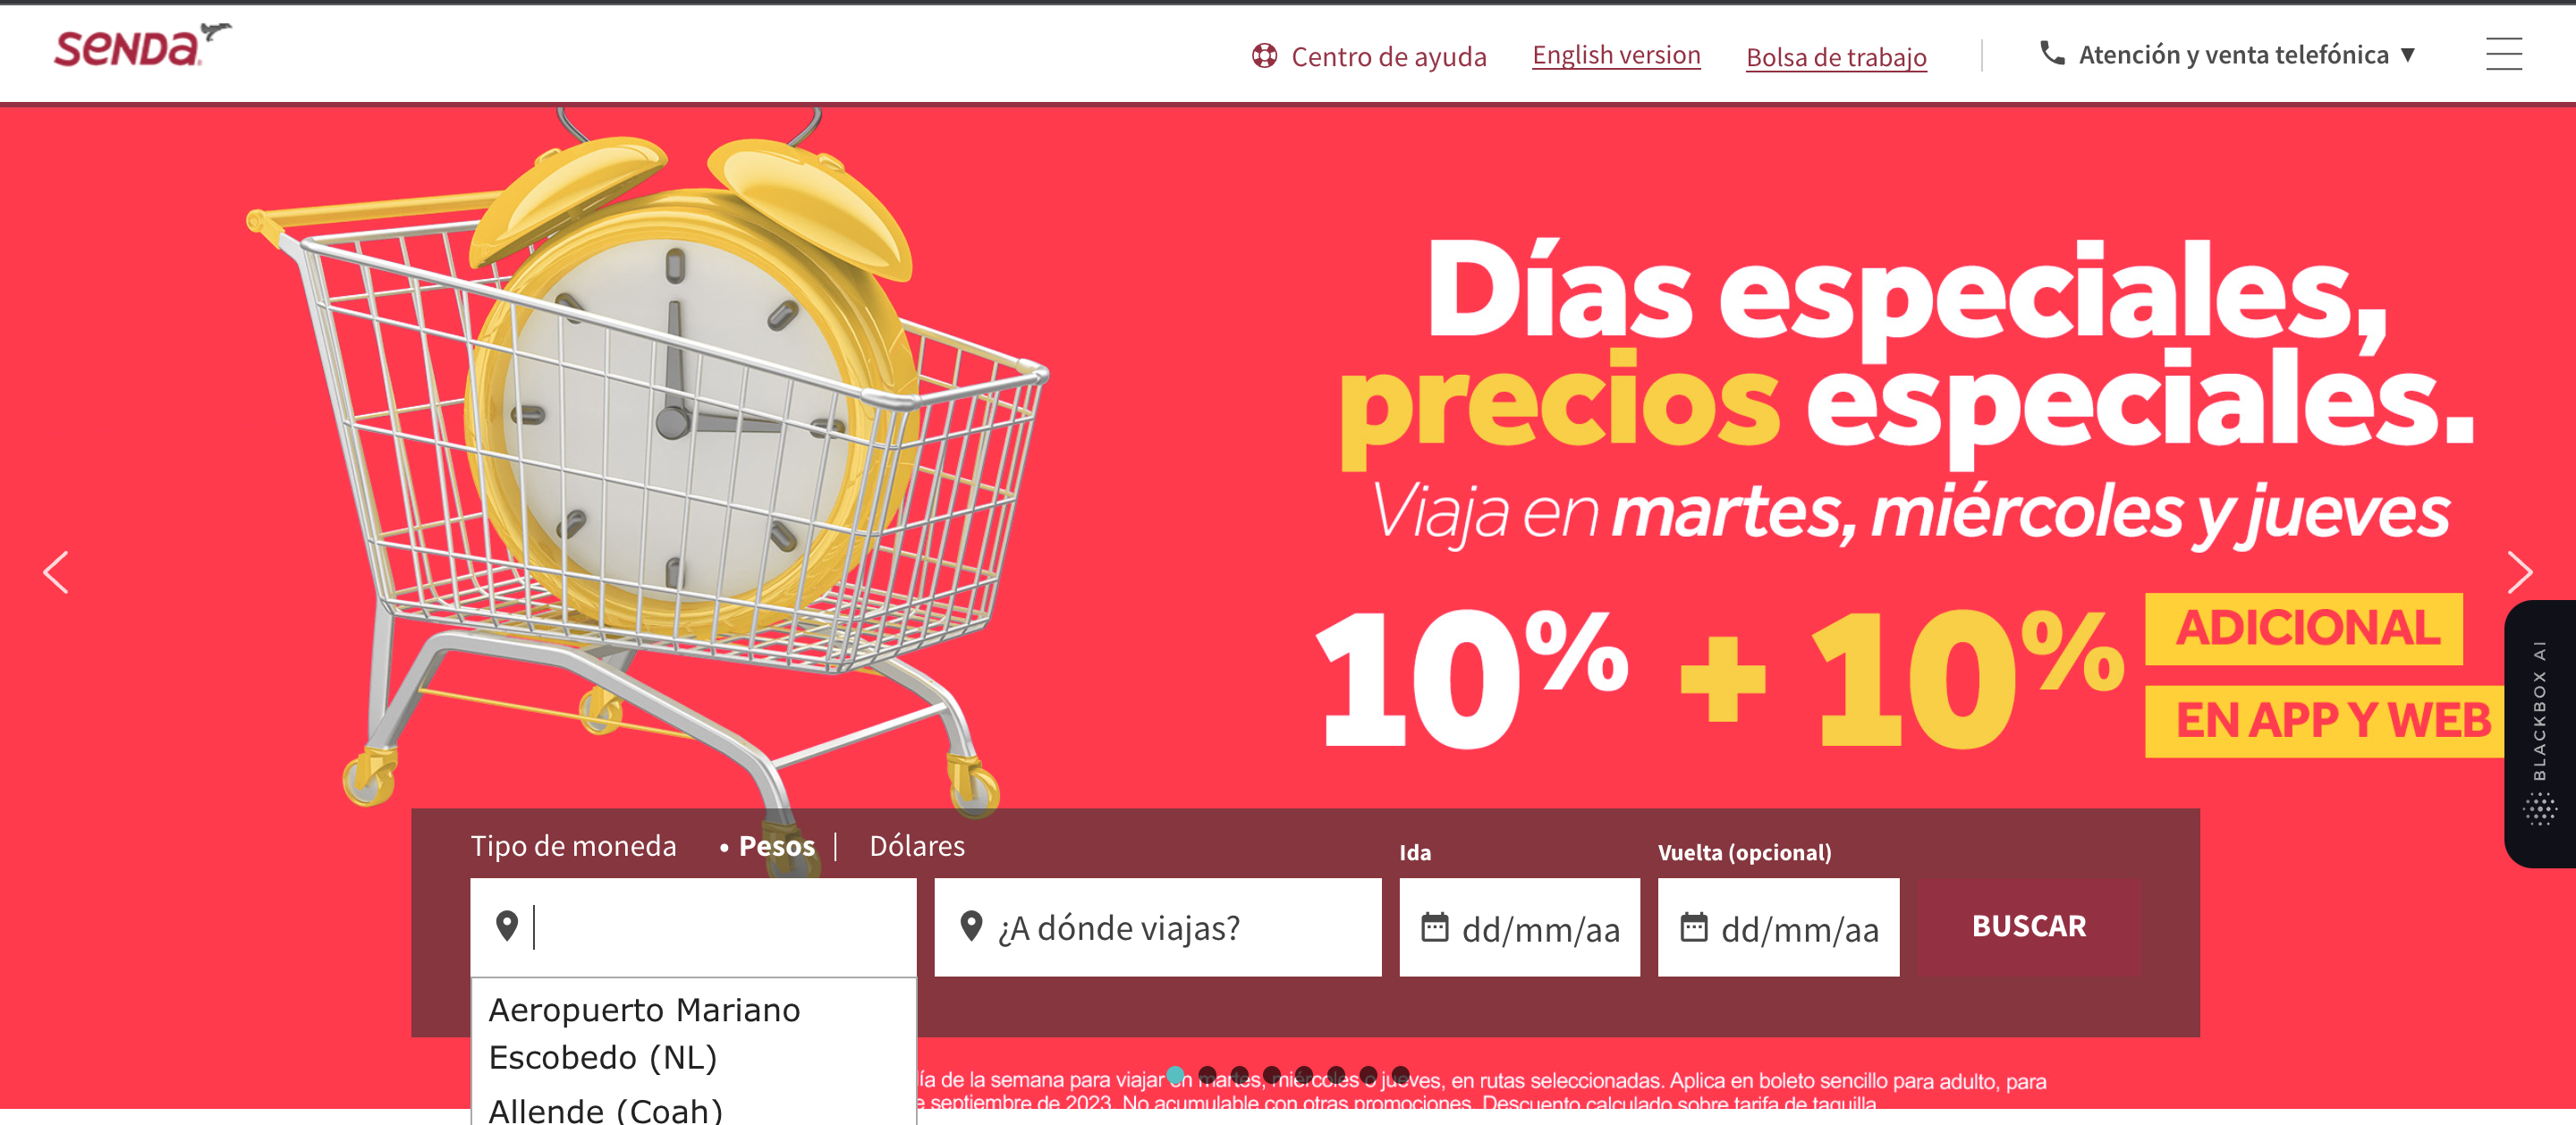 SENDA
Centro de ayuda
English version
Bolsa de trabajo
Atención y venta telefónica ▼
Días especiales,
precios especiales.
Viaja en martes, miércoles y jueves
10% + 10%
ADICIONAL
EN APP Y WEB
BLACKBOX AI
Tipo de moneda
• Pesos |
Dólares
Ida
Vuelta (opcional)
¿A dónde viajas?
dd/mm/aa
dd/mm/aa
BUSCAR
Aeropuerto Mariano
Escobedo (NL)
Allende (Coah)
ía de la semana para viajar en martes, miércoles o jueves, en rutas seleccionadas. Aplica en boleto sencillo para adulto, para
septiembre de 2023. No acumulable con otras promociones. Descuento calculado sobre tarifa de taquilla